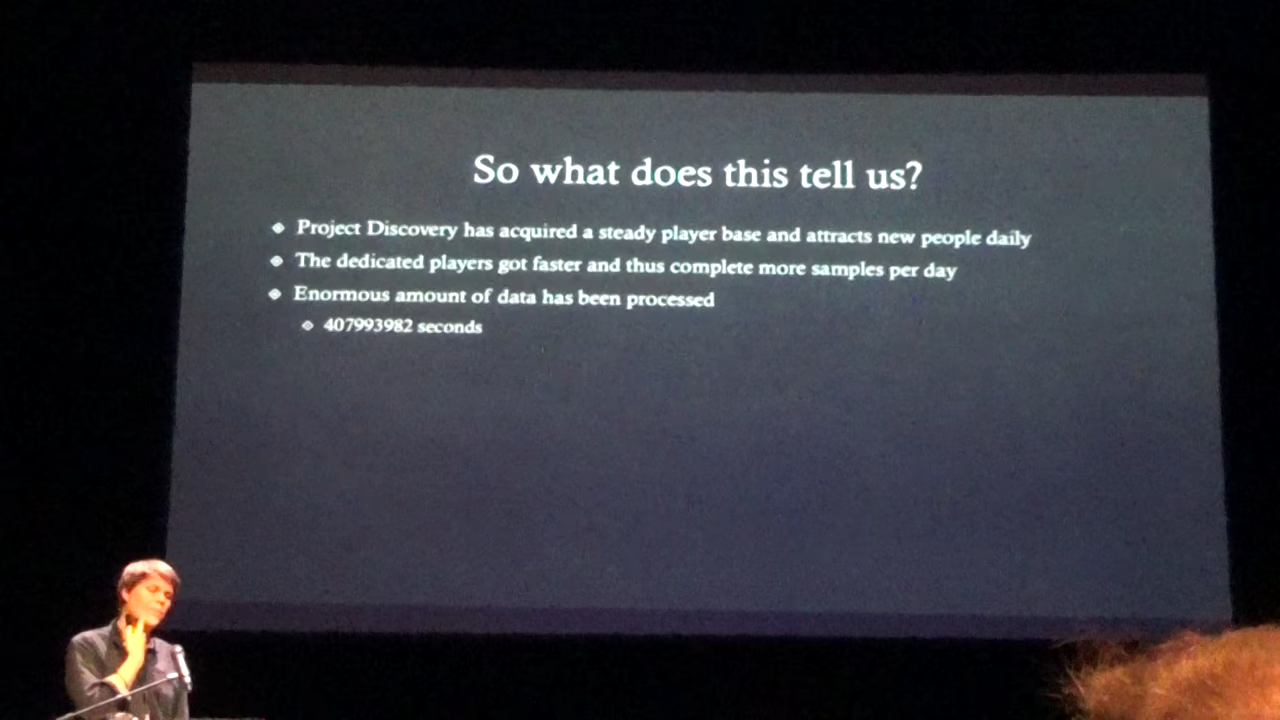 So what does this tell us?
Project Discovery has acquired a steady player base and attracts new people daily
The dedicated players got faster and thus complete more samples per day
Enormous amount of data has been processed
407993982 seconds